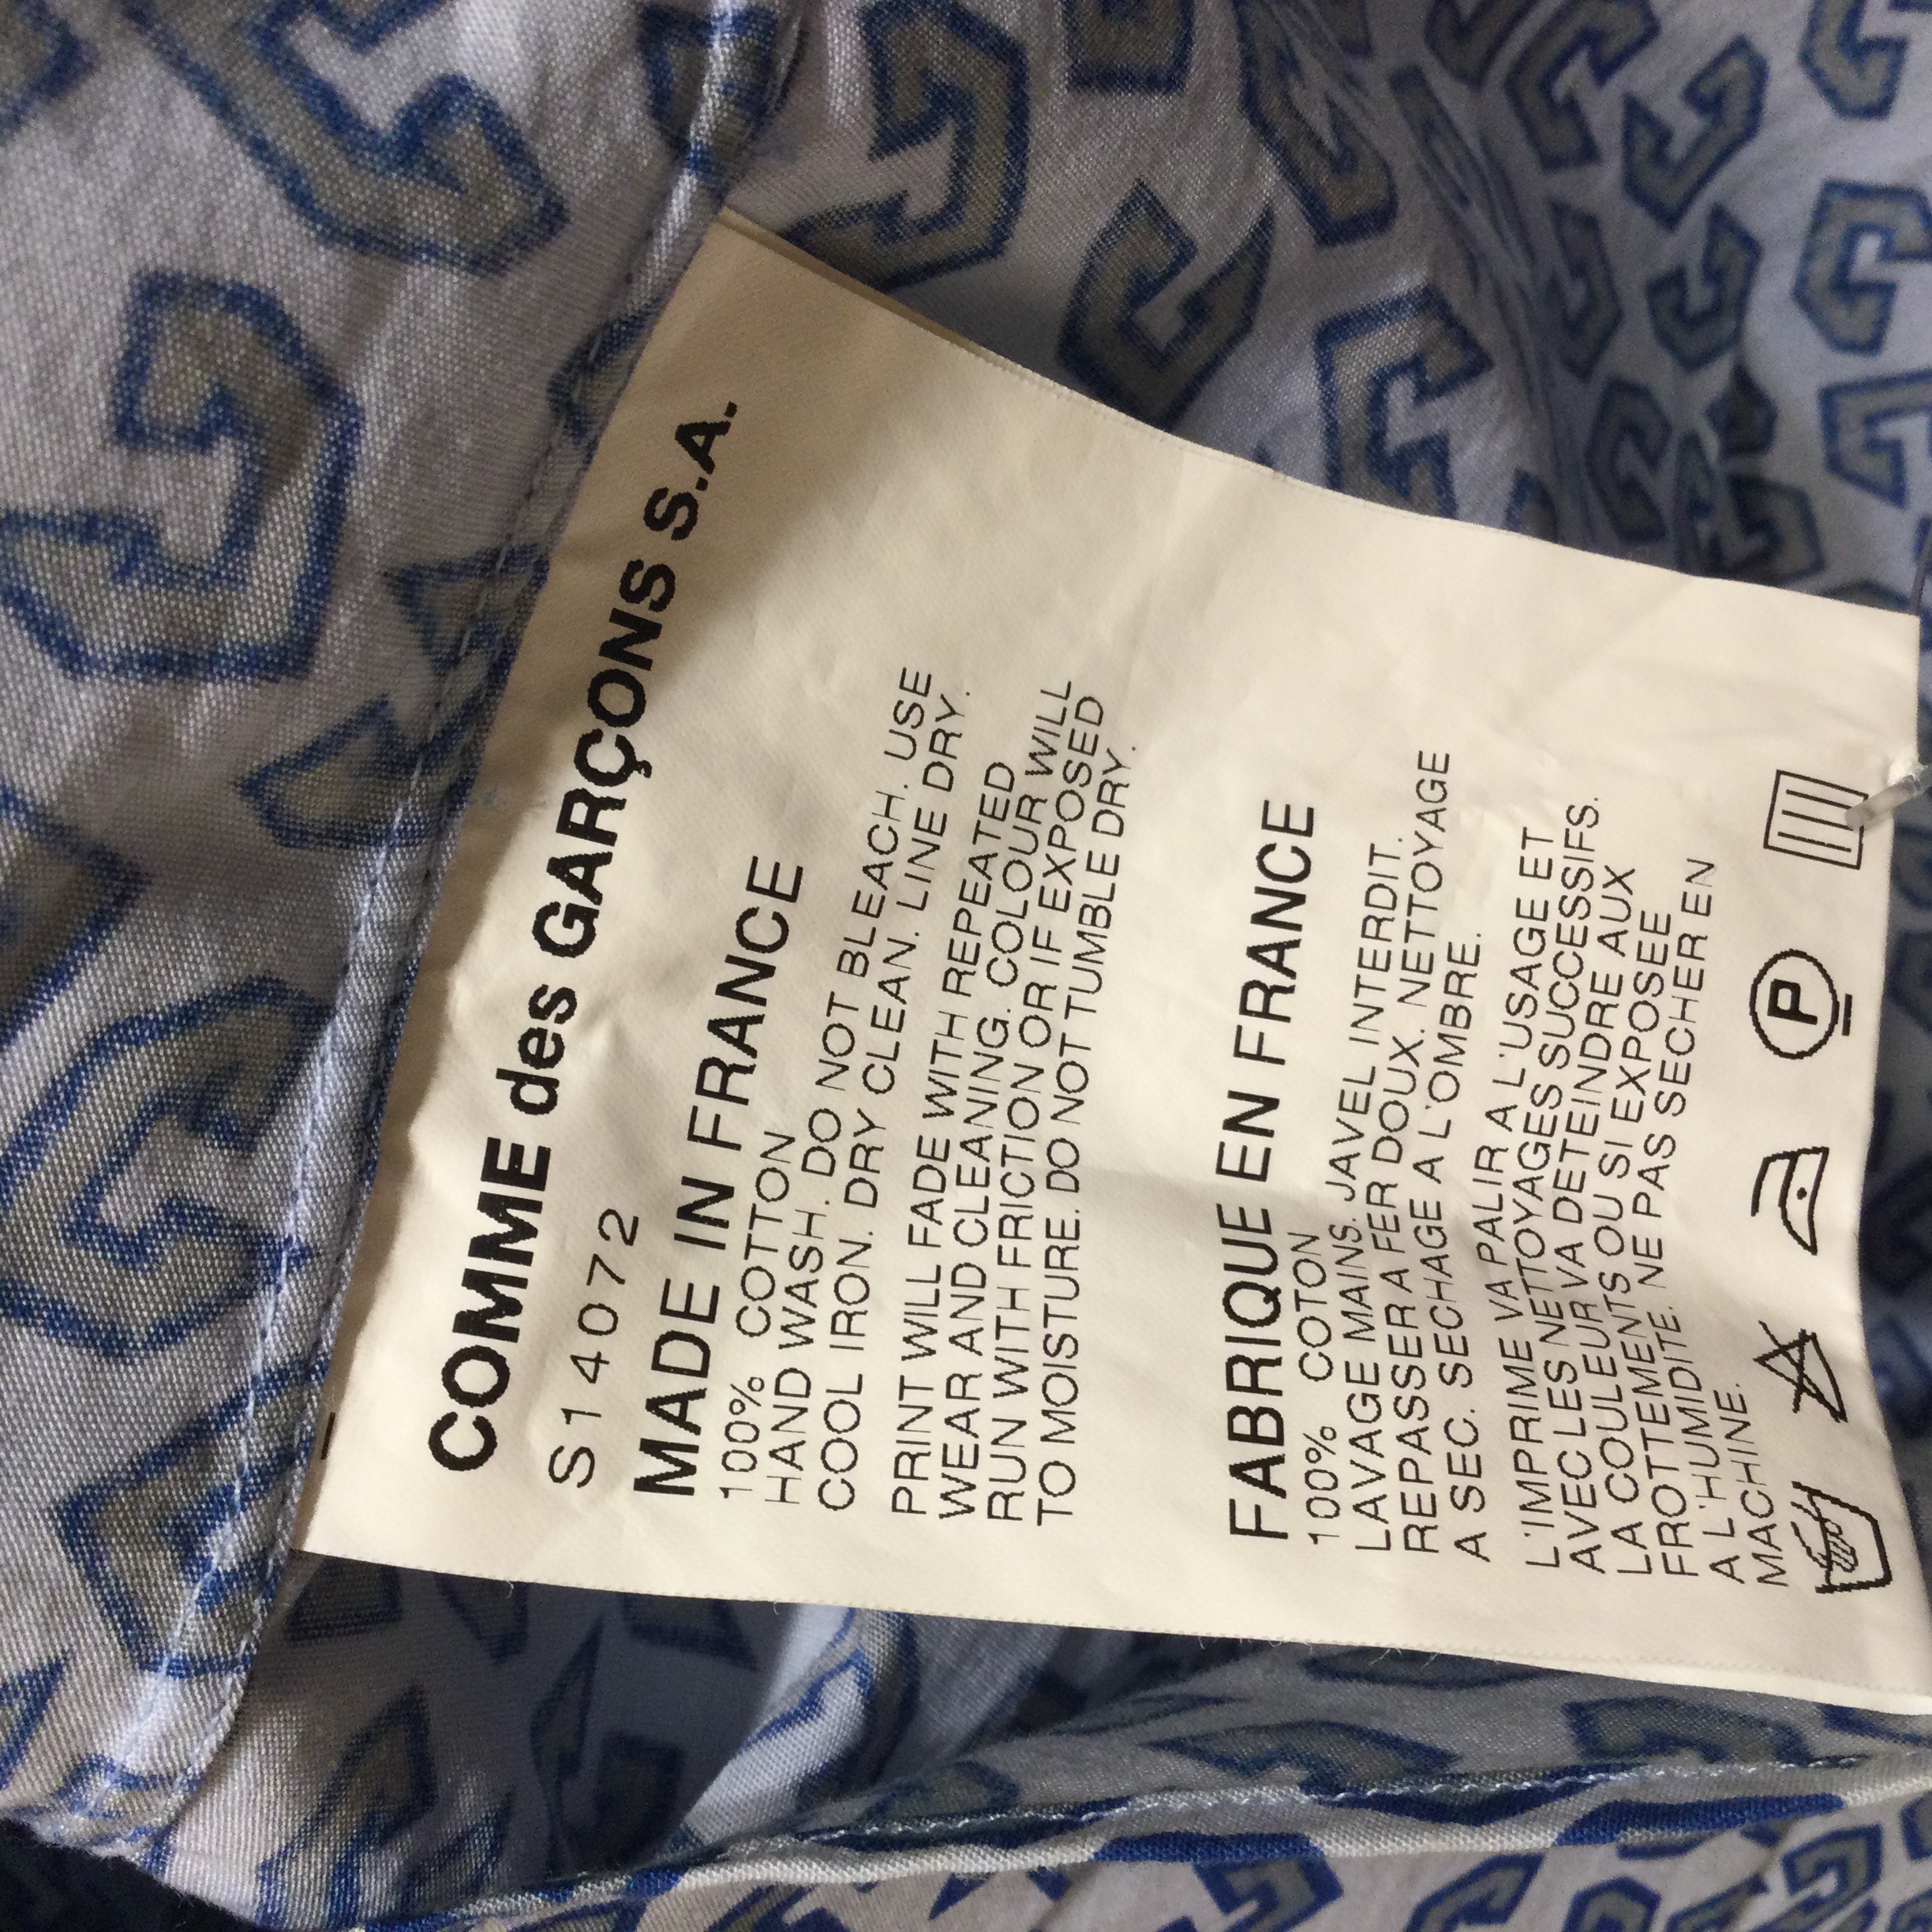 COMME des GARÇONS S.A.
S14072
MADE IN FRANCE
100% COTTON
HAND WASH. DO NOT BLEACH. USE
COOL IRON. DRY CLEAN. LINE DRY.
PRINT WILL FADE WITH REPEATED
WEAR AND CLEANING. COLOUR WILL
RUN WITH FRICTION OR IF EXPOSED
TO MOISTURE. DO NOT TUMBLE DRY.
FABRIQUE EN FRANCE
100% COTON
LAVAGE MAINS. JAVEL INTERDIT.
REPASSER A FER DOUX. NETTOYAGE
A SEC. SECHAGE A L'OMBRE.
L'IMPRIME VA PALIR A L'USAGE ET
AVEC LES NETTOYAGES SUCCESSIFS.
LA COULEUR VA DETEINDRE AUX
FROTTEMENTS OU SI EXPOSEE
A L'HUMIDITE. NE PAS SECHER EN
MACHINE.
P